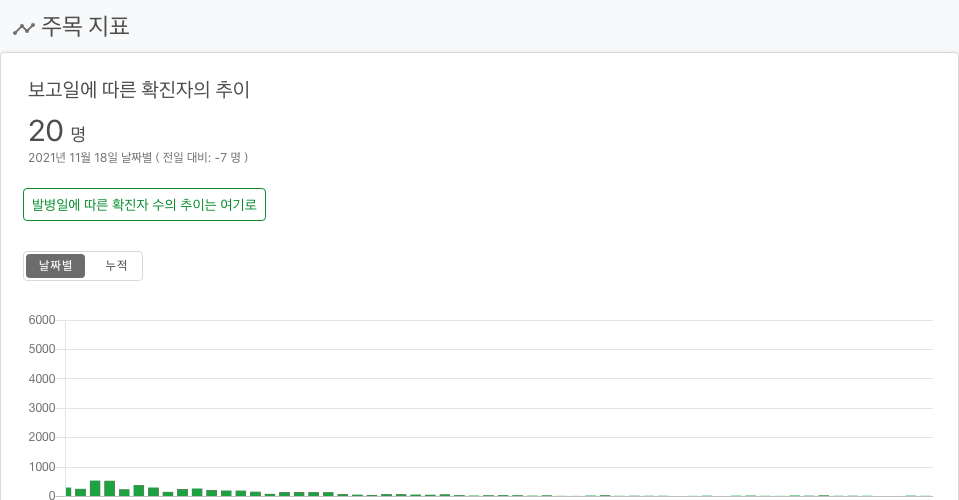 주목 지표
보고일에 따른 확진자의 추이
20 명
2021년 11월 18일 날짜별 ( 전일 대비: -7 명 )
발병일에 따른 확진자 수의 추이는 여기로
날짜별 누적
6000
5000
4000
3000
2000
1000
0